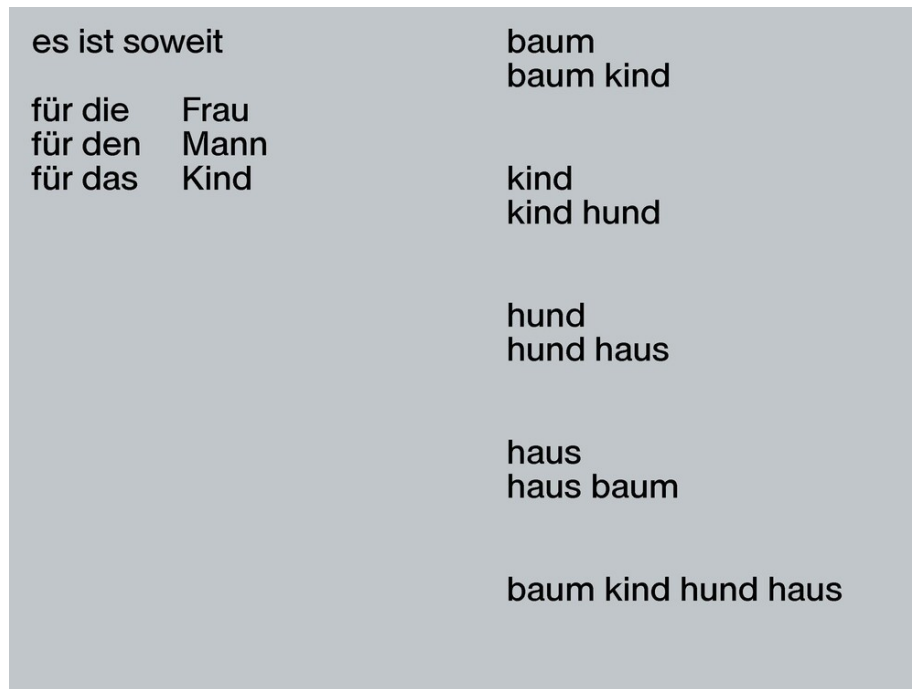 es ist soweit
für die Frau
für den Mann
für das Kind
baum
baum kind
kind
kind hund
hund
hund haus
haus
haus baum
baum kind hund haus